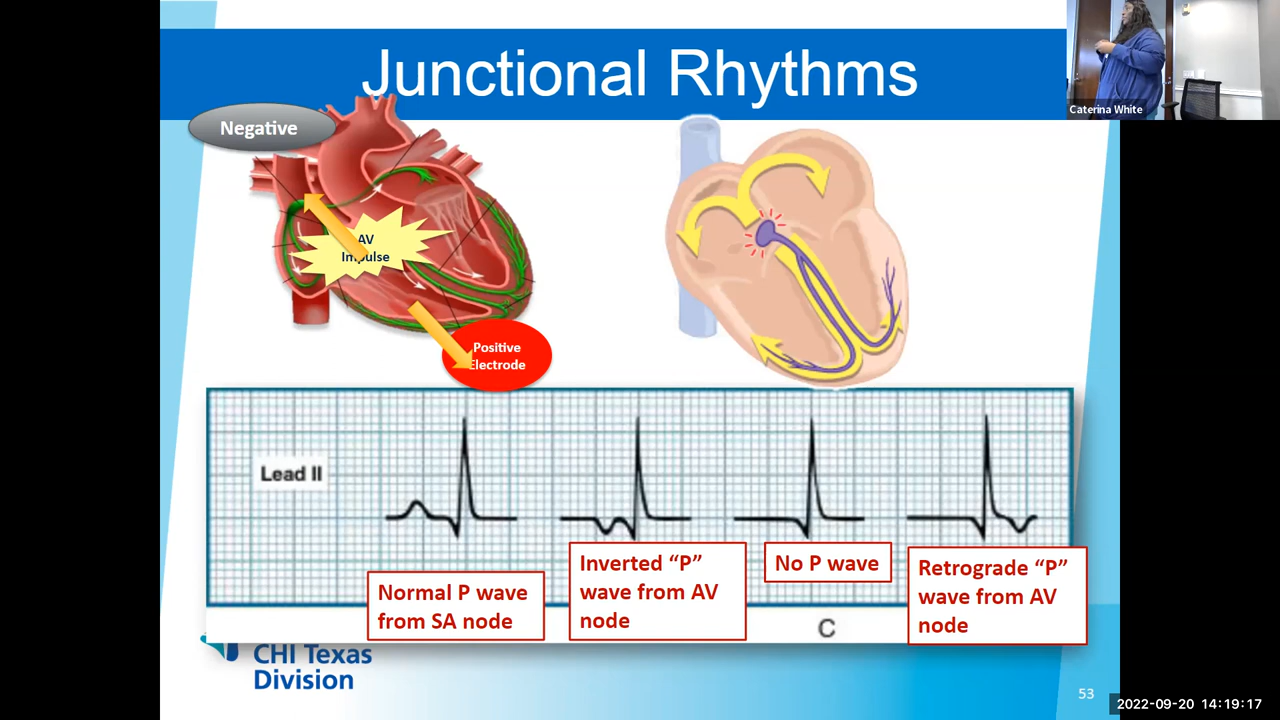 Junctional Rhythms
Caterina White
Negative
AV
Impulse
Positive
Electrode
Lead II
Normal P wave
from SA node
Inverted “P”
wave from AV
node
No P wave
Retrograde “P”
wave from AV
node
C
CHI Texas
Division
53
2022-09-20 14:19:17